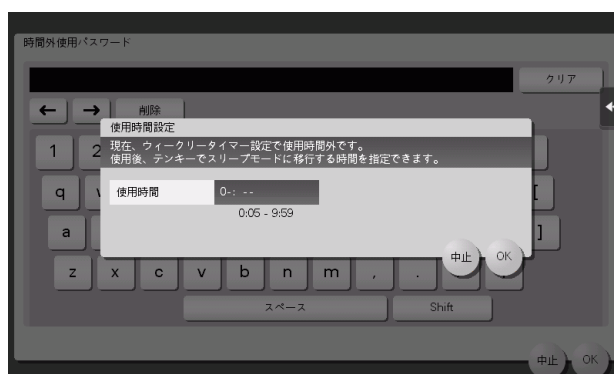 時間外使用パスワード
クリア
← → 削除
使用時間設定
現在、ウィークリータイマー設定で使用時間外です。
使用後、テンキーでスリープモードに移行する時間を指定できます。
1 2
使用時間 0-: --
0:05 - 9:59
q [
a ]
中止 OK
z x c v b n m , .
スペース Shift
中止 OK